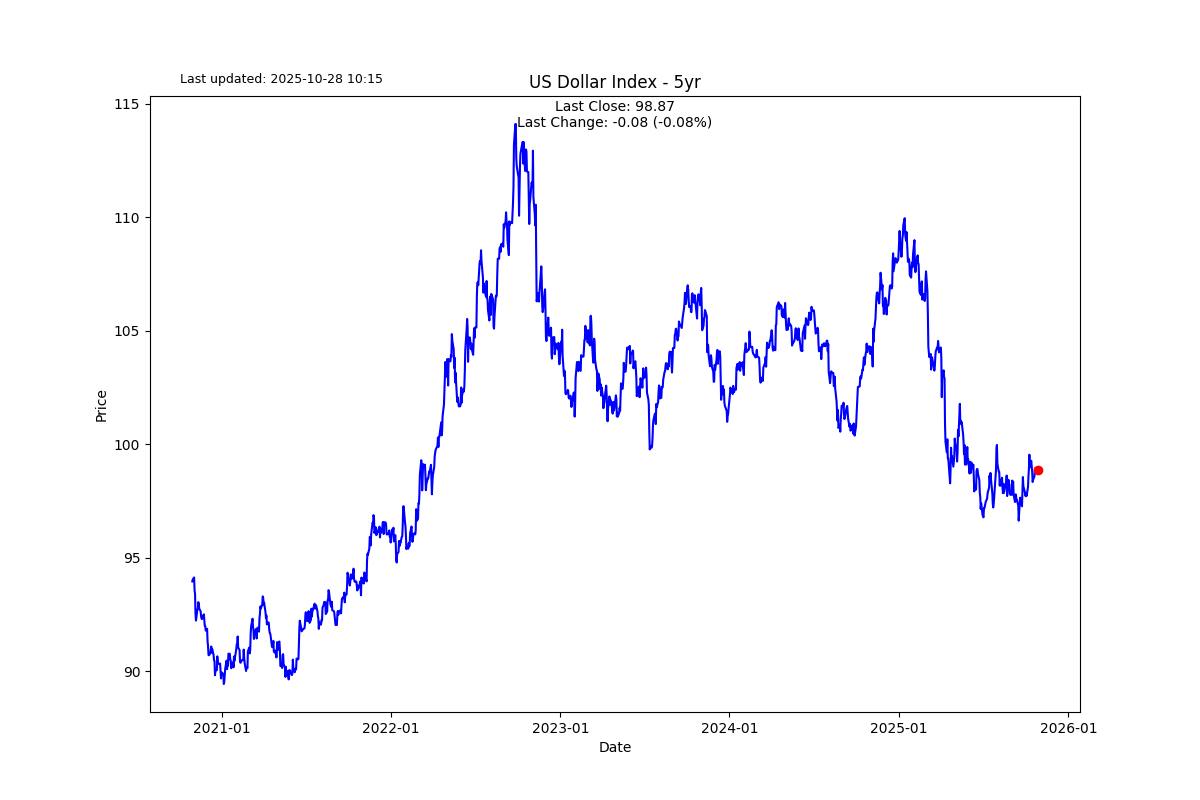 Last updated: 2025-10-28 10:15
US Dollar Index - 5yr
Last Close: 98.87
Last Change: -0.08 (-0.08%)
115
110
105
100
95
90
Price
2021-01
2022-01
2023-01
2024-01
2025-01
2026-01
Date